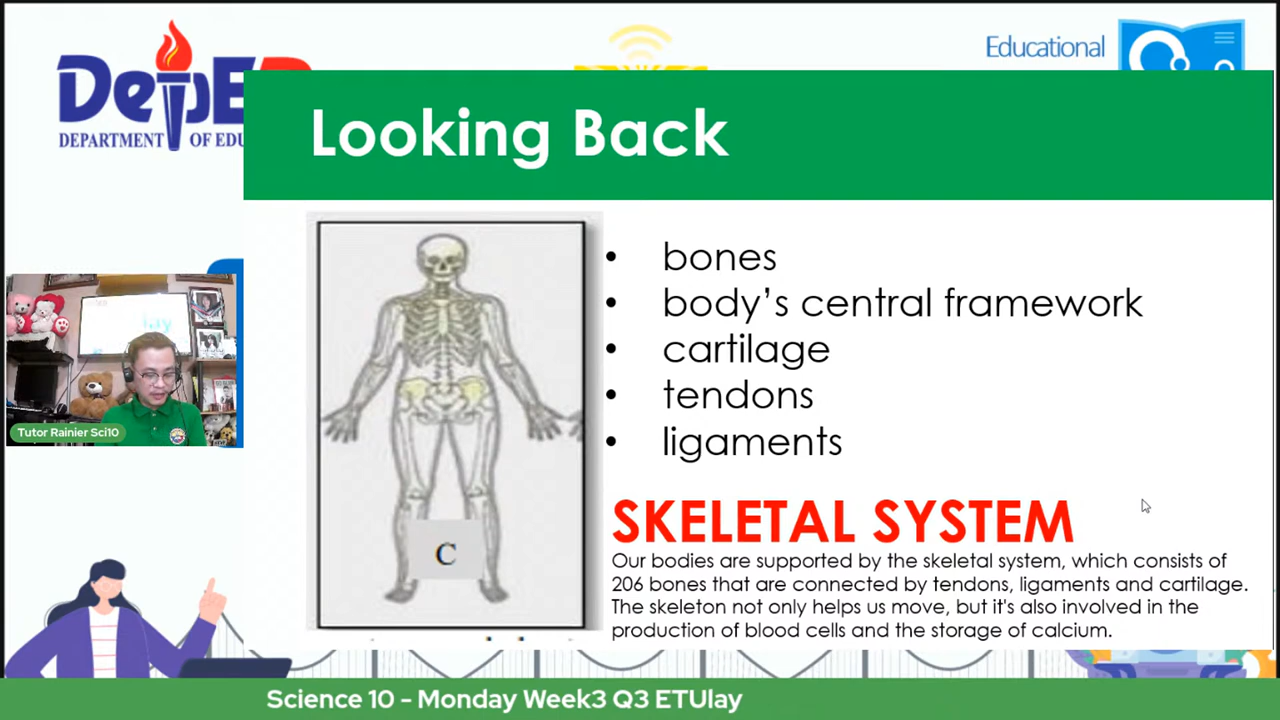 DepE
DEPARTMENT OF EDU
Educational
Looking Back
• bones
• body's central framework
• cartilage
• tendons
• ligaments
C
SKELETAL SYSTEM
Our bodies are supported by the skeletal system, which consists of
206 bones that are connected by tendons, ligaments and cartilage.
The skeleton not only helps us move, but it's also involved in the
production of blood cells and the storage of calcium.
lay
Tutor Rainier Sci10
Science 10 - Monday Week3 Q3 ETUlay